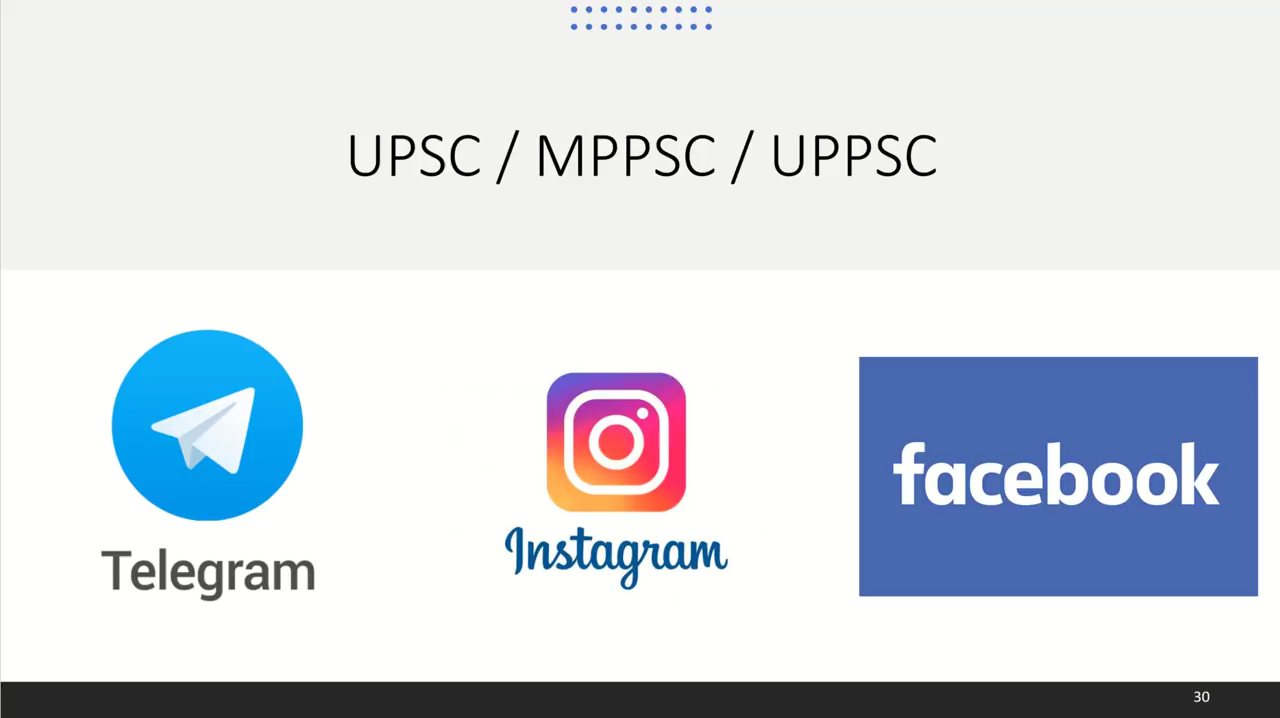 UPSC / MPPSC / UPPSC
Telegram
Instagram
facebook
30